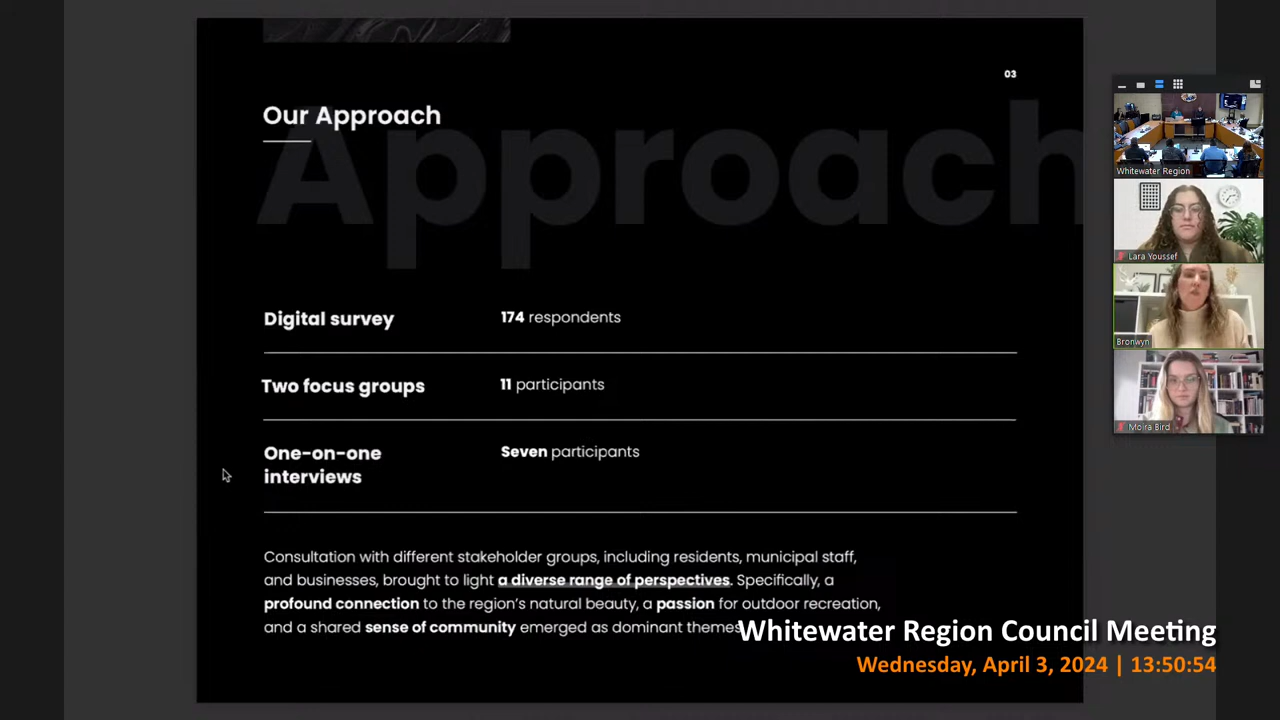 03
Our Approach
Approach
Digital survey
174 respondents
Two focus groups
11 participants
One-on-one
interviews
Seven participants
Consultation with different stakeholder groups, including residents, municipal staff,
and businesses, brought to light a diverse range of perspectives. Specifically, a
profound connection to the region's natural beauty, a passion for outdoor recreation,
and a shared sense of community emerged as dominant themes
Whitewater Region Council Meeting
Wednesday, April 3, 2024 | 13:50:54
Whitewater Region
Lara Youssef
Bronwyn
Moira Bird